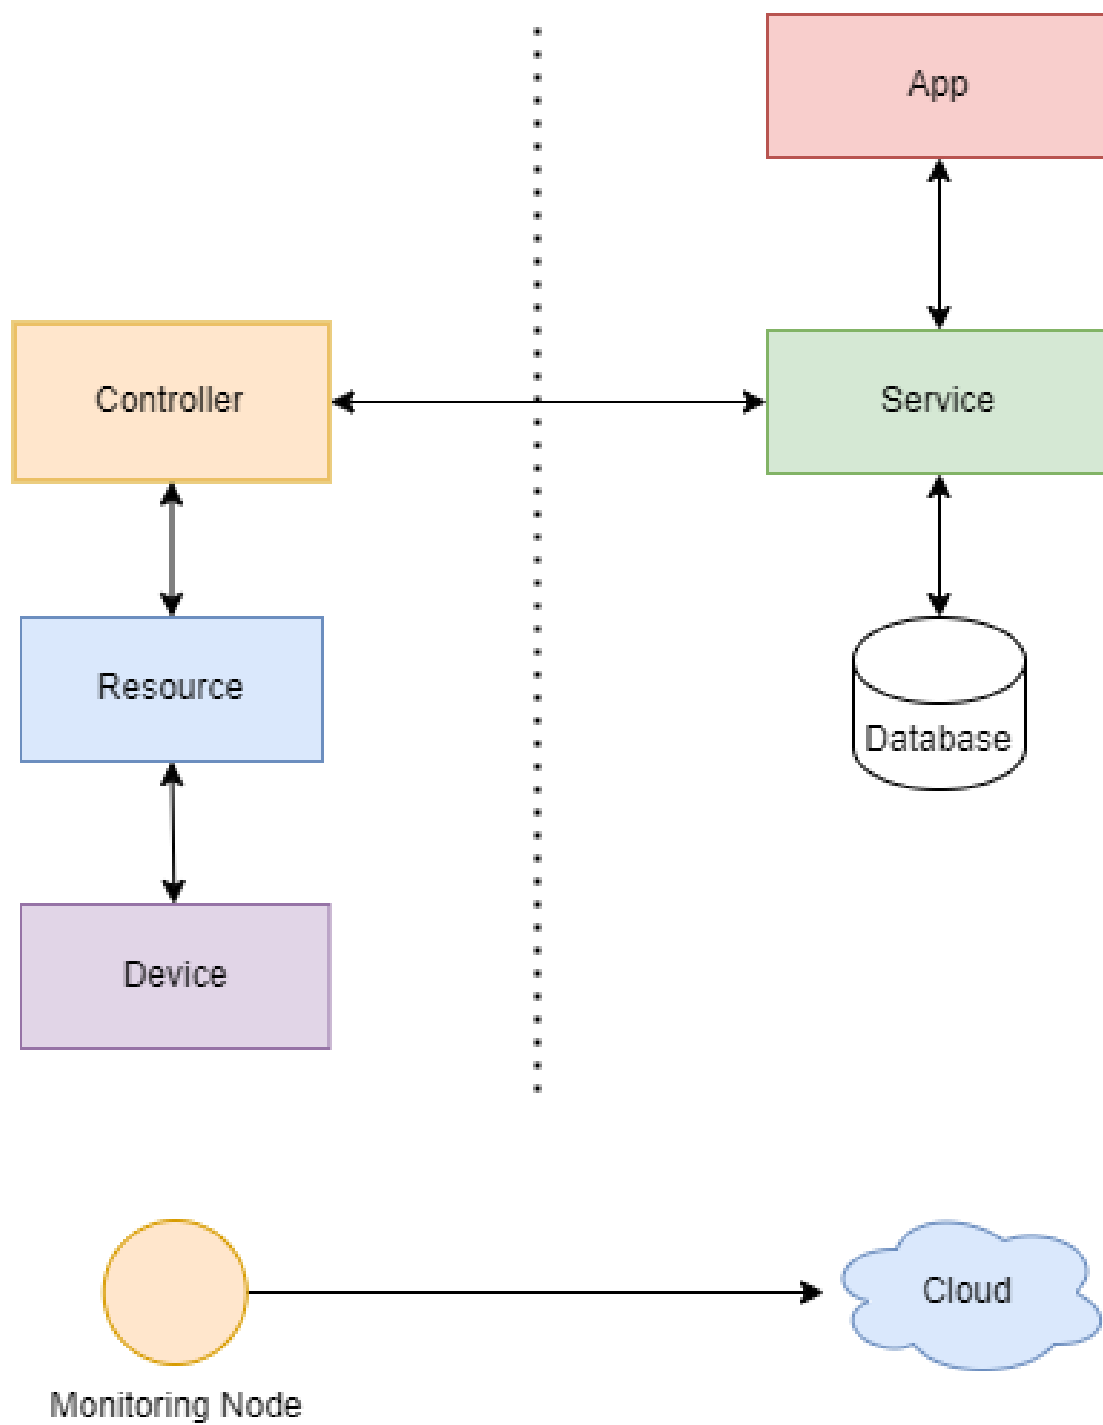 App
Controller
Service
Resource
Database
Device
Cloud
Monitoring Node